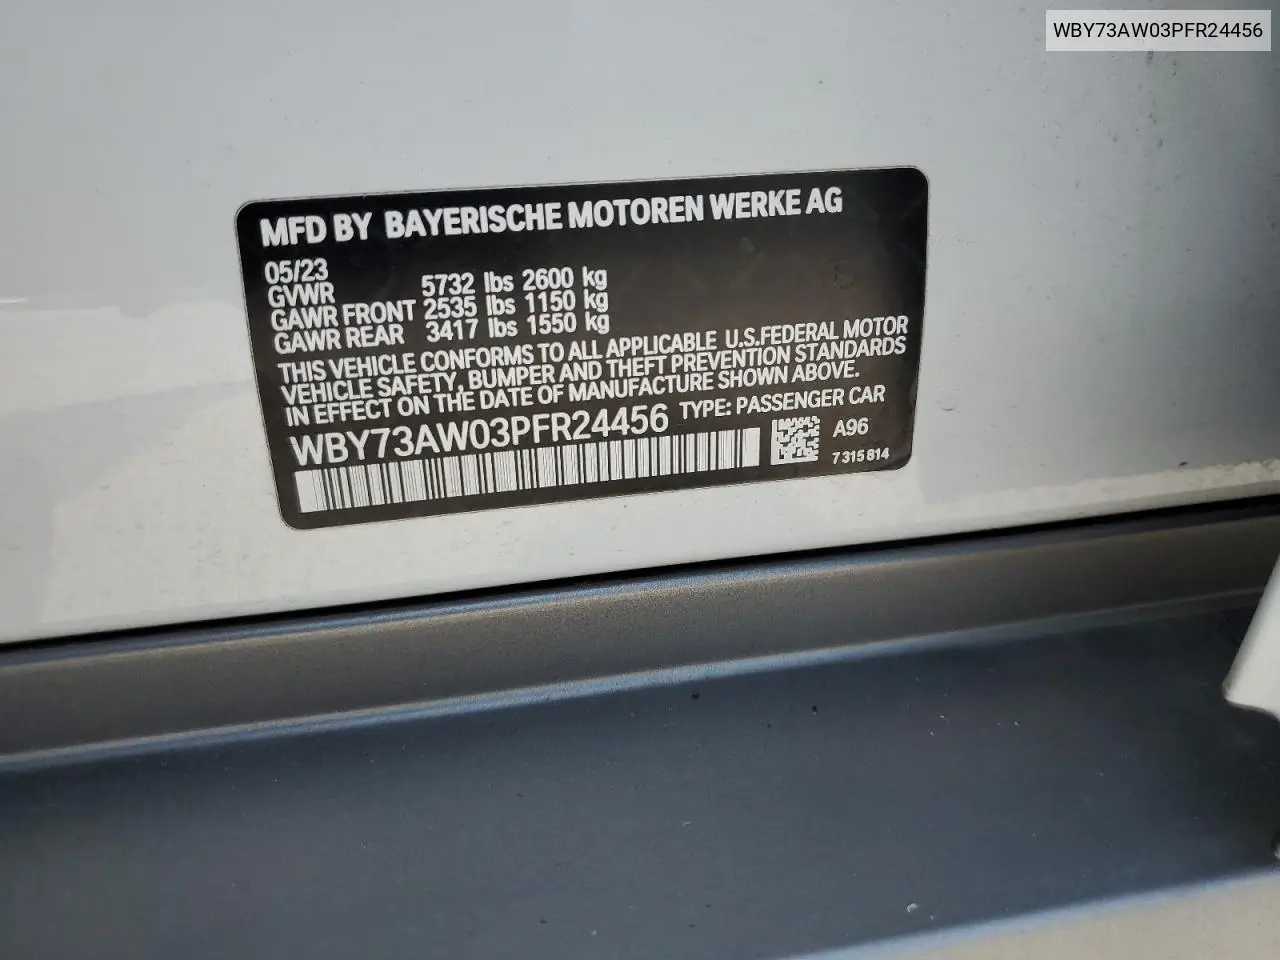 WBY73AW03PFR24456
MFD BY BAYERISCHE MOTOREN WERKE AG
05/23
GVWR 5732 lbs 2600 kg
GAWR FRONT 2535 lbs 1150 kg
GAWR REAR 3417 lbs 1550 kg
THIS VEHICLE CONFORMS TO ALL APPLICABLE U.S.FEDERAL MOTOR
VEHICLE SAFETY, BUMPER AND THEFT PREVENTION STANDARDS
IN EFFECT ON THE DATE OF MANUFACTURE SHOWN ABOVE.
WBY73AW03PFR24456 TYPE: PASSENGER CAR
A96
7 315 814